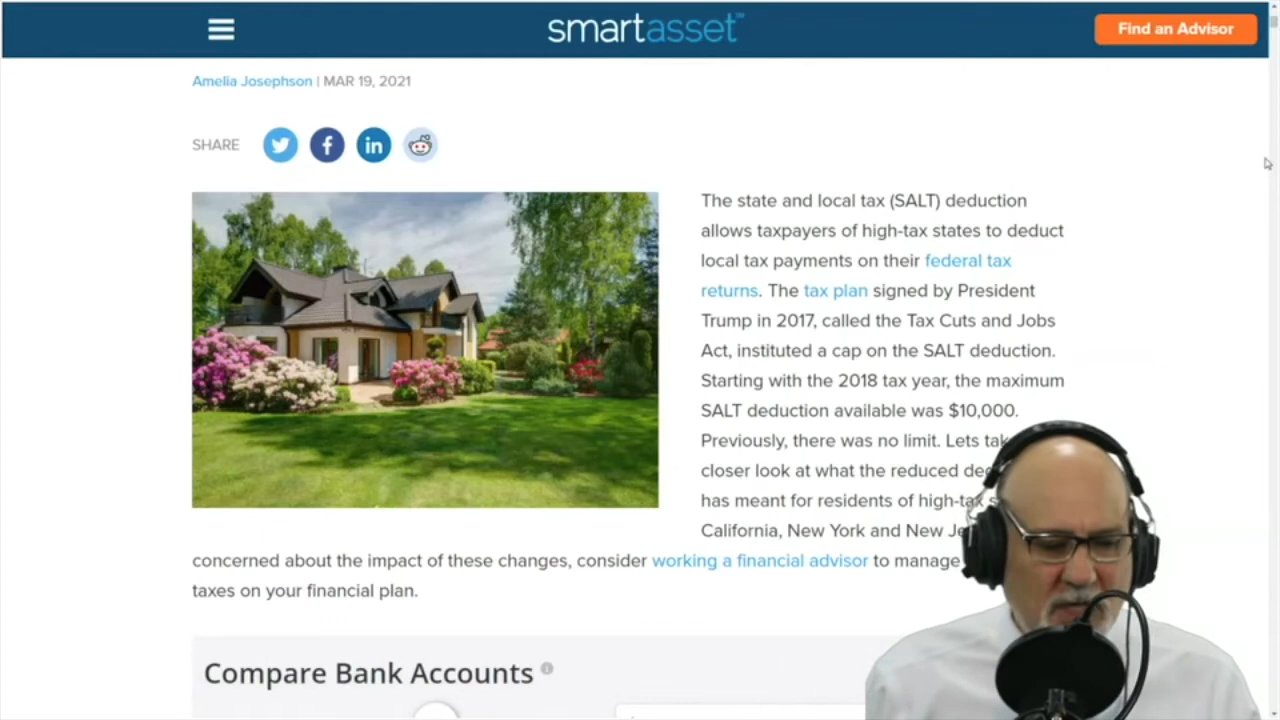 smartasset™
Find an Advisor
Amelia Josephson | MAR 19, 2021
SHARE
The state and local tax (SALT) deduction
allows taxpayers of high-tax states to deduct
local tax payments on their federal tax
returns. The tax plan signed by President
Trump in 2017, called the Tax Cuts and Jobs
Act, instituted a cap on the SALT deduction.
Starting with the 2018 tax year, the maximum
SALT deduction available was $10,000.
Previously, there was no limit. Lets
closer look at what the reduced
has meant for residents of high-tax
California, New York and New
concerned about the impact of these changes, consider working a financial advisor to manage
taxes on your financial plan.
Compare Bank Accounts